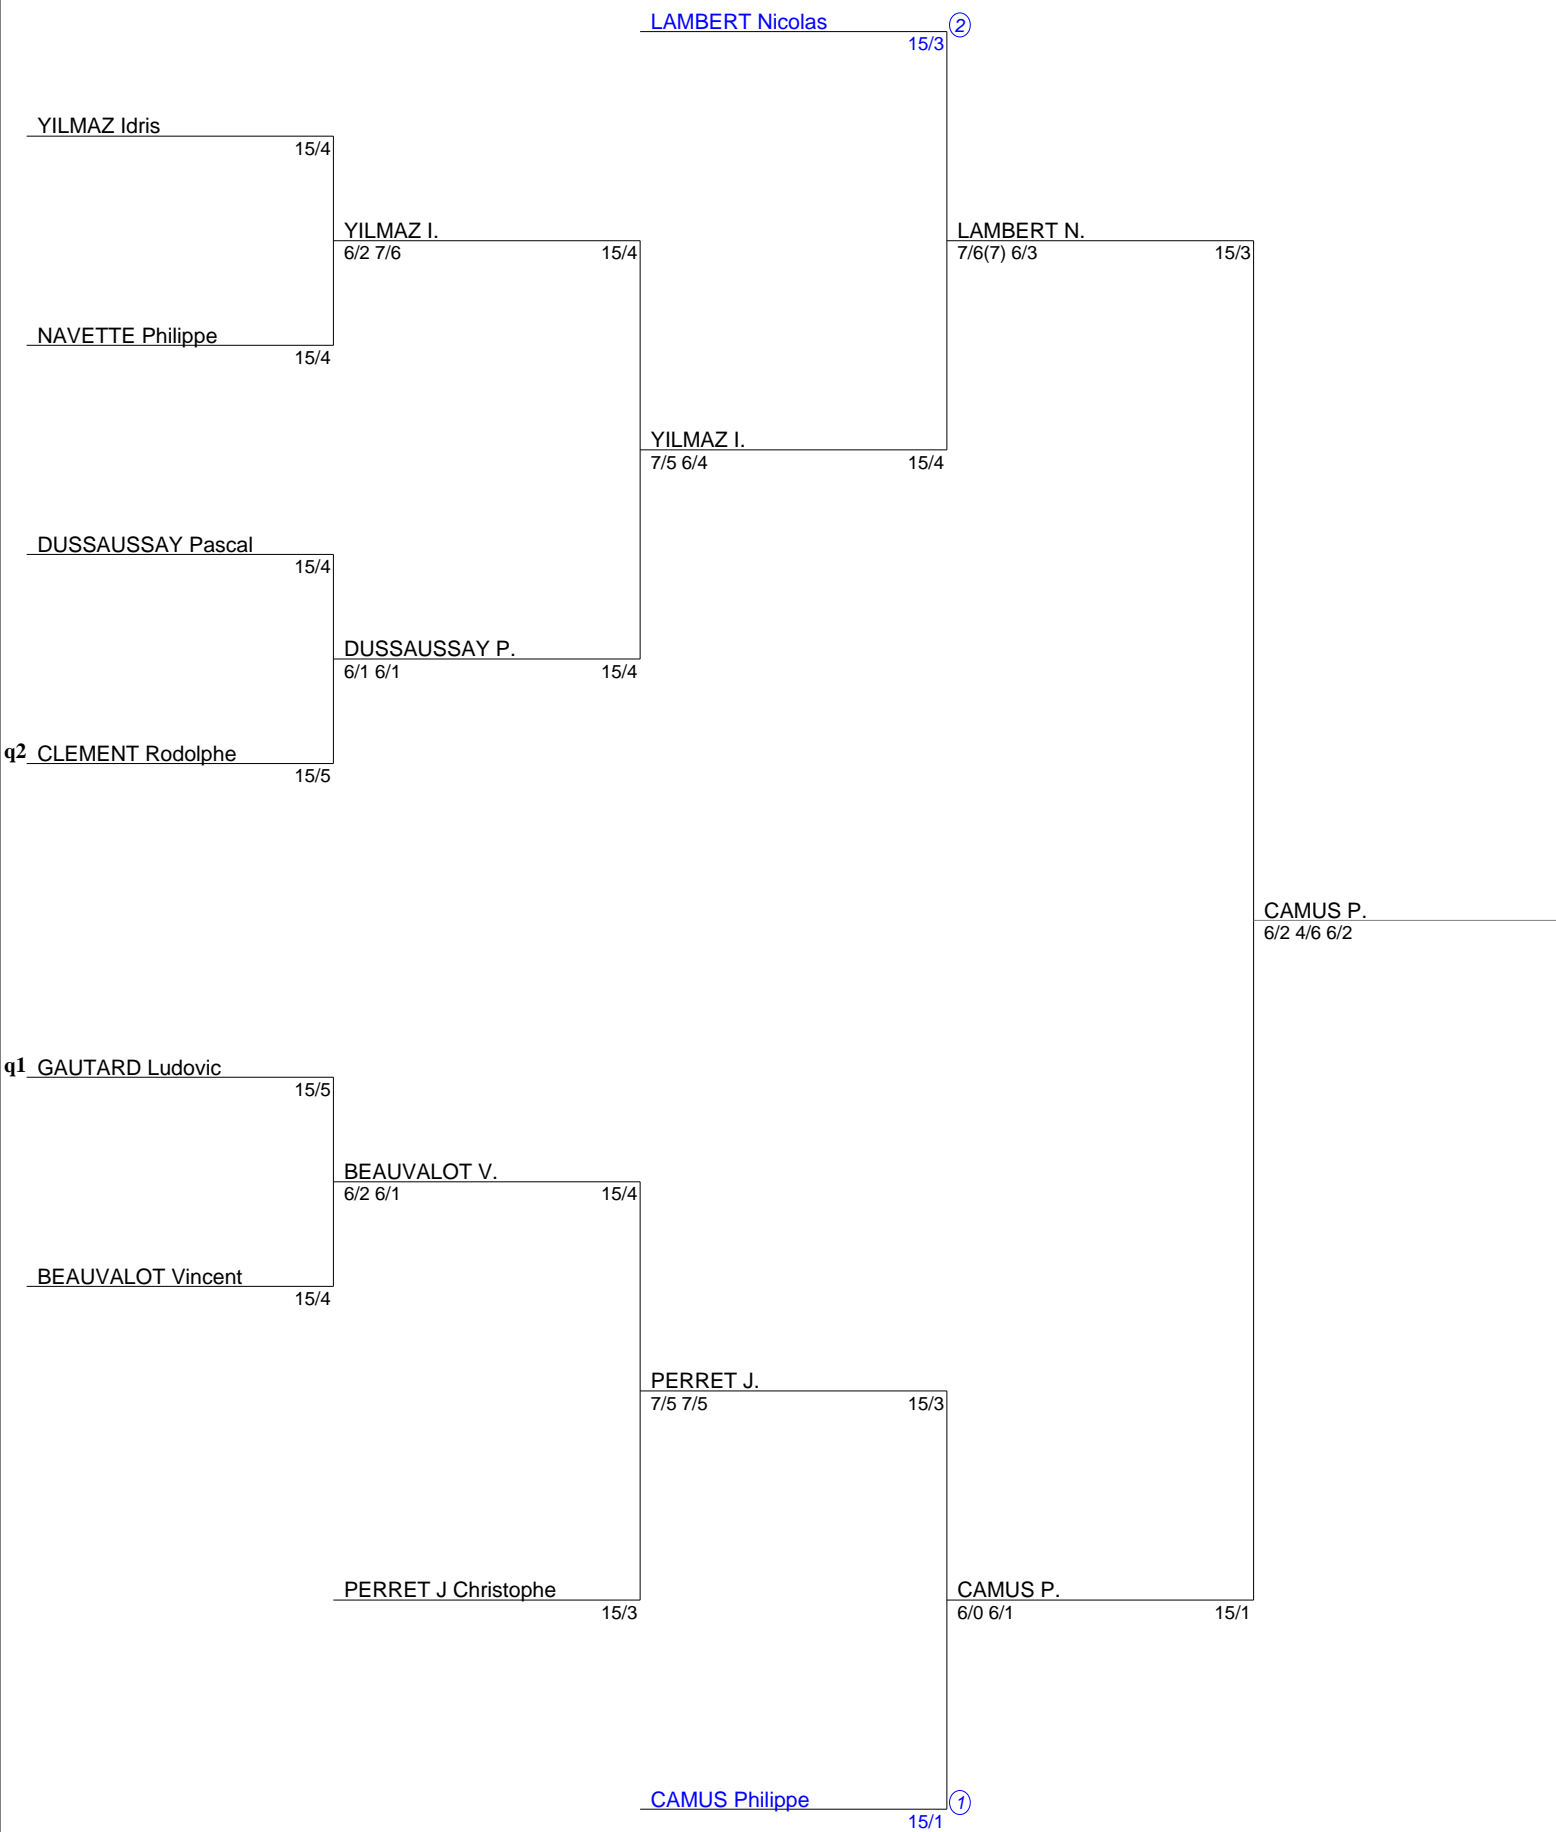 LAMBERT Nicolas 2
15/3
YILMAZ Idris
15/4
YILMAZ I.
6/2 7/6 15/4
LAMBERT N.
7/6(7) 6/3 15/3
NAVETTE Philippe
15/4
YILMAZ I.
7/5 6/4 15/4
DUSSAUSSAY Pascal
15/4
DUSSAUSSAY P.
6/1 6/1 15/4
q2 CLEMENT Rodolphe
15/5
CAMUS P.
6/2 4/6 6/2
q1 GAUTARD Ludovic
15/5
BEAUVALOT V.
6/2 6/1 15/4
BEAUVALOT Vincent
15/4
PERRET J.
7/5 7/5 15/3
PERRET J Christophe
15/3
CAMUS P.
6/0 6/1 15/1
CAMUS Philippe 1
15/1